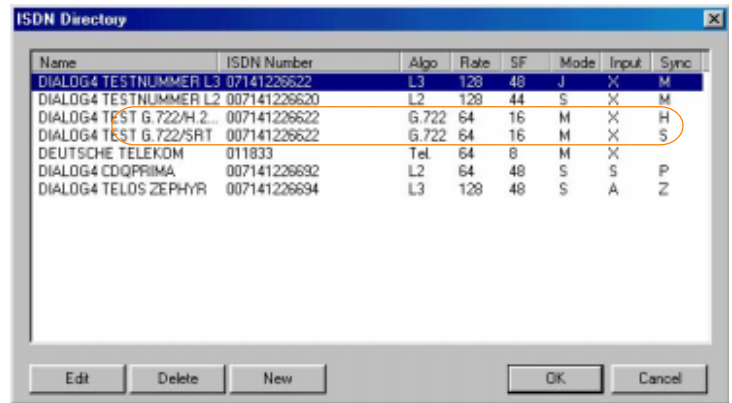 ISDN Directory
Name ISDN Number Algo Rate SF Mode Input Sync
DIALOG4 TESTNUMMER L3 07141226622 L3 128 48 J X M
DIALOG4 TESTNUMMER L2 007141226620 L2 128 44 S X M
DIALOG4 TEST G.722/H.2... 007141226622 G.722 64 16 M X H
DIALOG4 TEST G.722/SRT 007141226622 G.722 64 16 M X S
DEUTSCHE TELEKOM 011833 Tel. 64 8 M X
DIALOG4 CDQPRIMA 007141226692 L2 64 48 S S P
DIALOG4 TELOS ZEPHYR 007141226694 L3 128 48 S A Z
Edit Delete New OK Cancel